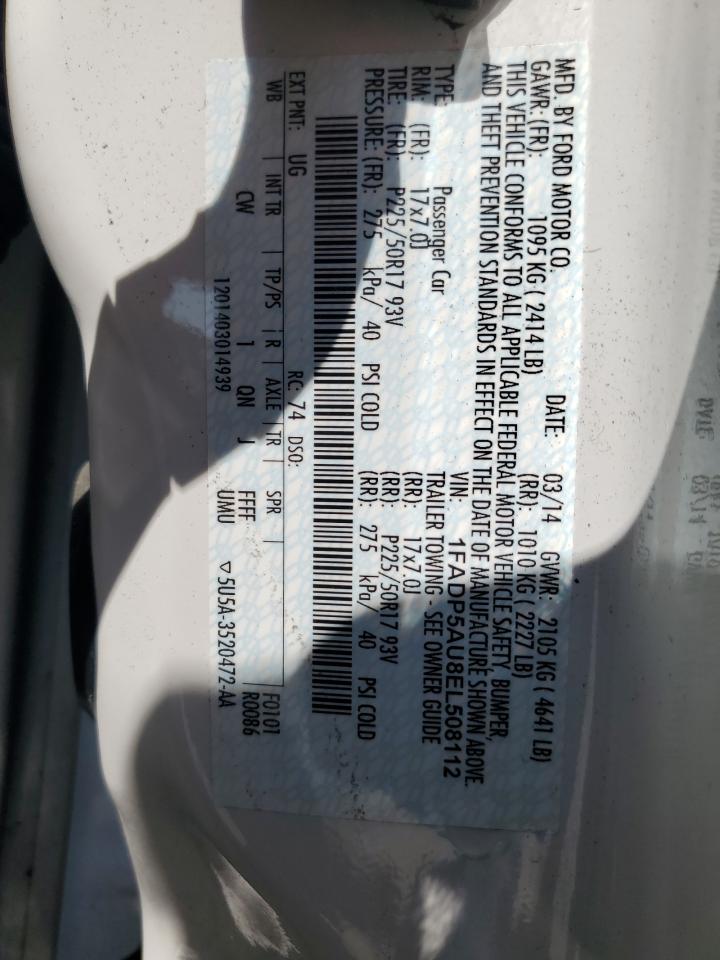 MFD. BY FORD MOTOR CO.
DATE: 03/14 GVWR: 2105 KG ( 4641 LB)
GAWR: (FR): 1095 KG ( 2414 LB) (RR): 1010 KG ( 2227 LB)
THIS VEHICLE CONFORMS TO ALL APPLICABLE FEDERAL MOTOR VEHICLE SAFETY, BUMPER,
AND THEFT PREVENTION STANDARDS IN EFFECT ON THE DATE OF MANUFACTURE SHOWN ABOVE.
VIN: 1FADP5AU8EL508112
TYPE: Passenger Car TRAILER TOWING - SEE OWNER GUIDE
RIM: (FR): 17x7.0J (RR): 17x7.0J
TIRE: (FR): P225/50R17 93V (RR): P225/50R17 93V
PRESSURE: (FR): 275 kPa/ 40 PSI COLD (RR): 275 kPa/ 40 PSI COLD
EXT PNT: UG RC: 74 DSO: F0101
WB INT TR TP/PS R AXLE TR SPR R0086
CW 1 QN J FFFF
1201403014939 UMU ▽5U5A-3520472-AA